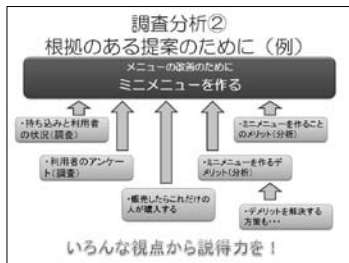 調査分析②
根拠のある提案のために（例）
メニューの改善のために
ミニメニューを作る
・持ち込みと利用者
の状況(調査)
・ミニメニューを作ることの
メリット(分析)
・利用者のアンケー
ト(調査)
・ミニメニューを作るデ
メリット(分析)
・販売したらこれだけの
人が購入する
・デメリットを解決する
方策も・・・
いろんな視点から説得力を！